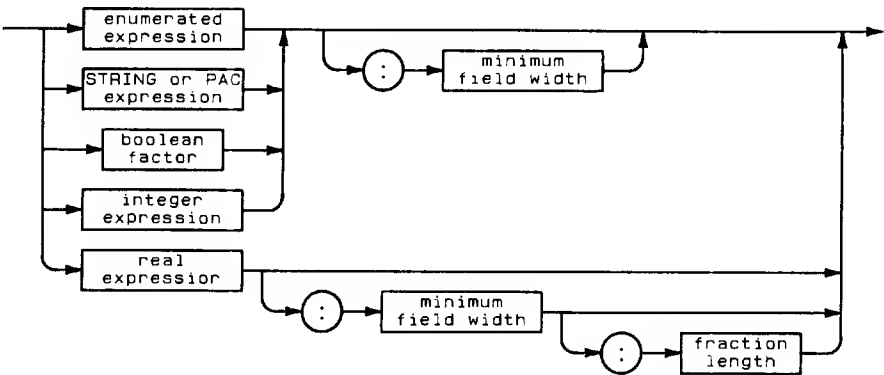 enumerated
expression
:
minimum
field width
STRING or PAC
expression
boolean
factor
integer
expression
real
expressior
:
minimum
field width
:
fraction
length